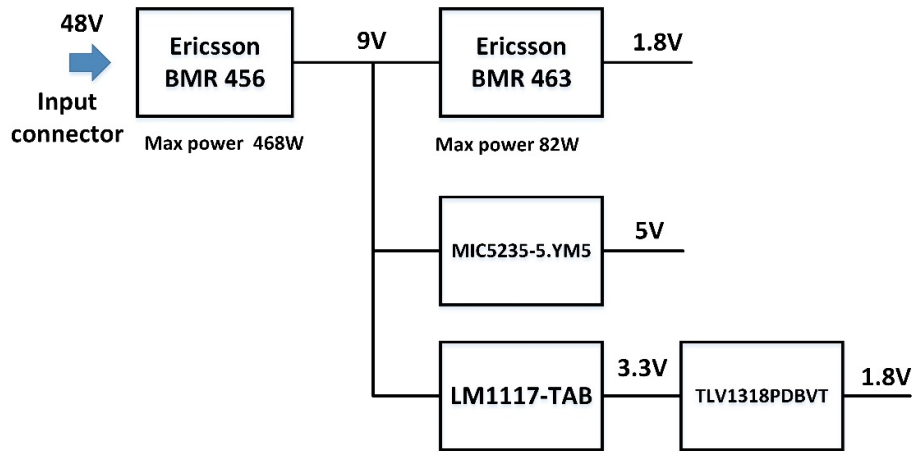 48V
Input
connector
Ericsson
BMR 456
Max power 468W
9V
Ericsson
BMR 463
Max power 82W
1.8V
MIC5235-5.YM5
5V
LM1117-TAB
3.3V
TLV1318PDBVT
1.8V